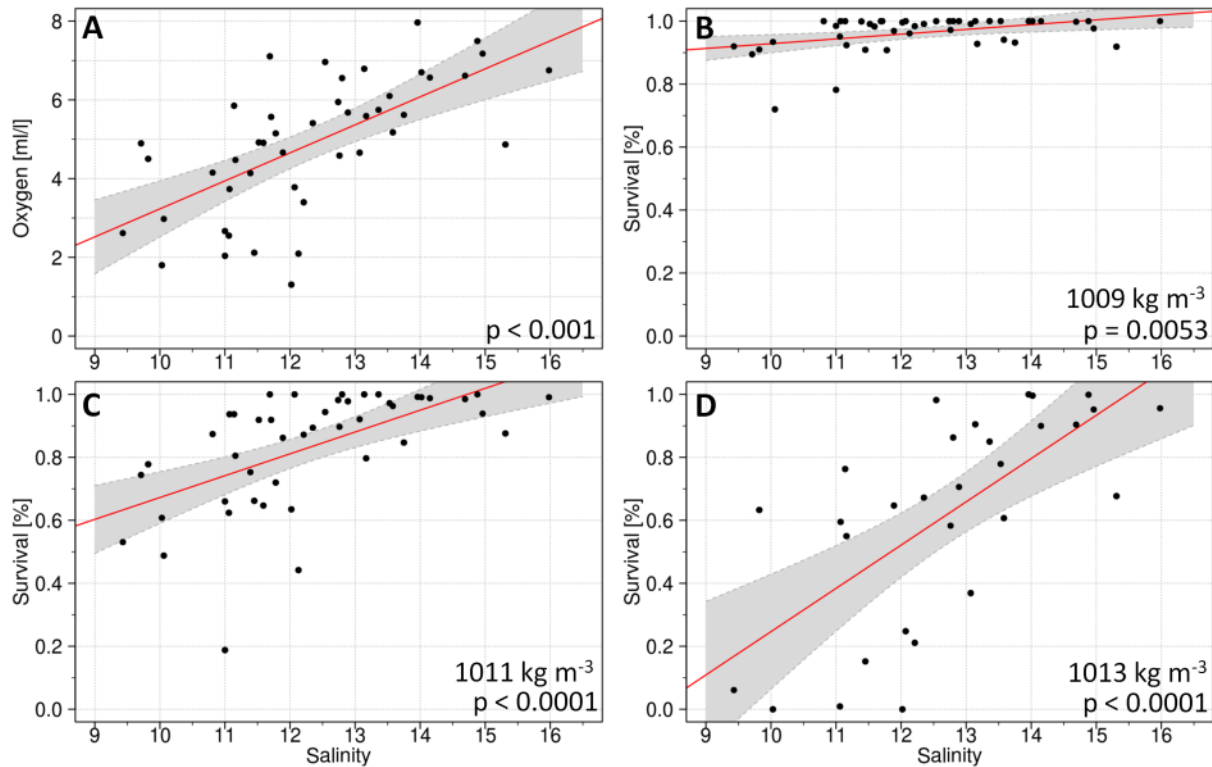 A
Oxygen [ml/l]
8
6
4
2
0
p < 0.001
9 10 11 12 13 14 15 16
B
Survival [%]
1.0
0.8
0.6
0.4
0.2
0.0
1009 kg m⁻³
p = 0.0053
9 10 11 12 13 14 15 16
C
Survival [%]
1.0
0.8
0.6
0.4
0.2
0.0
1011 kg m⁻³
p < 0.0001
9 10 11 12 13 14 15 16
Salinity
D
Survival [%]
1.0
0.8
0.6
0.4
0.2
0.0
1013 kg m⁻³
p < 0.0001
9 10 11 12 13 14 15 16
Salinity